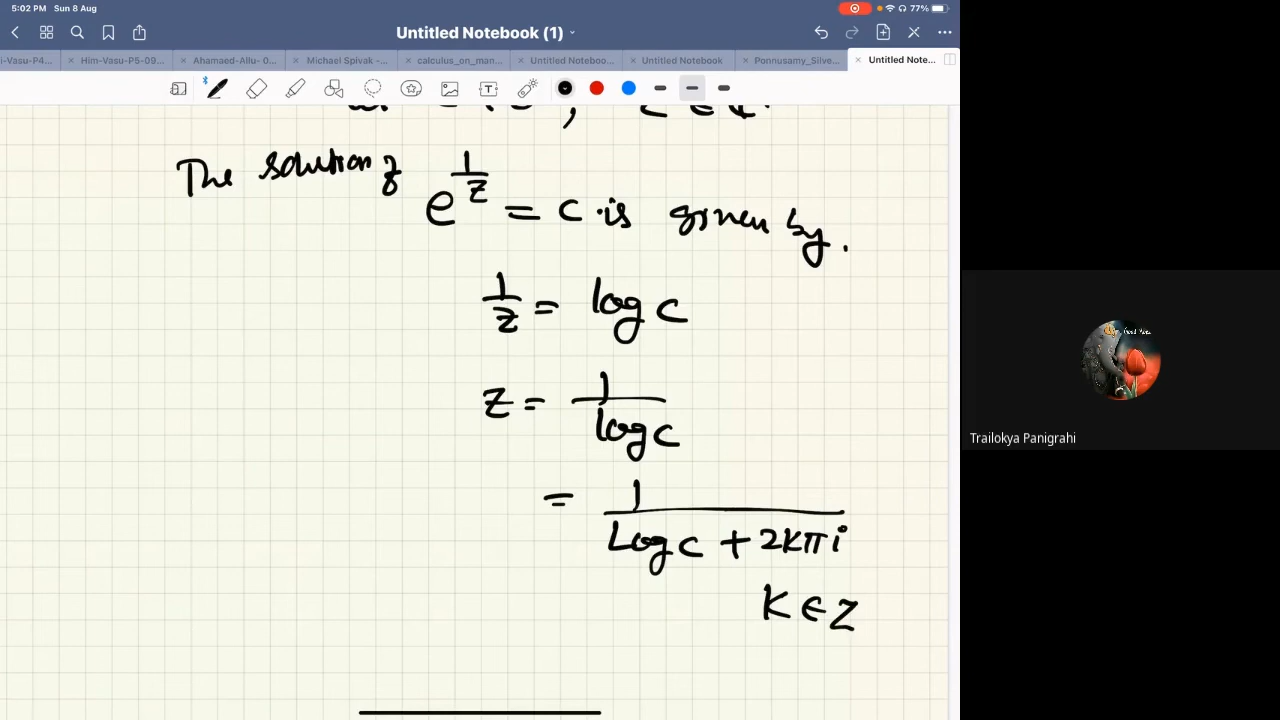 5:02 PM Sun 8 Aug
77%
Untitled Notebook (1)
i-Vasu-P4...
Him-Vasu-P5-09...
Ahamaed-Allu- 0...
Michael Spivak -...
calculus_on_man...
Untitled Noteboo...
Untitled Notebook
Ponnusamy_Silve...
Untitled Note...
The solution of e^{1/z} = c is given by.
1/z = log c
z = 1/log c
= 1/(Log c + 2kπi)
K ∈ Z
Trailokya Panigrahi